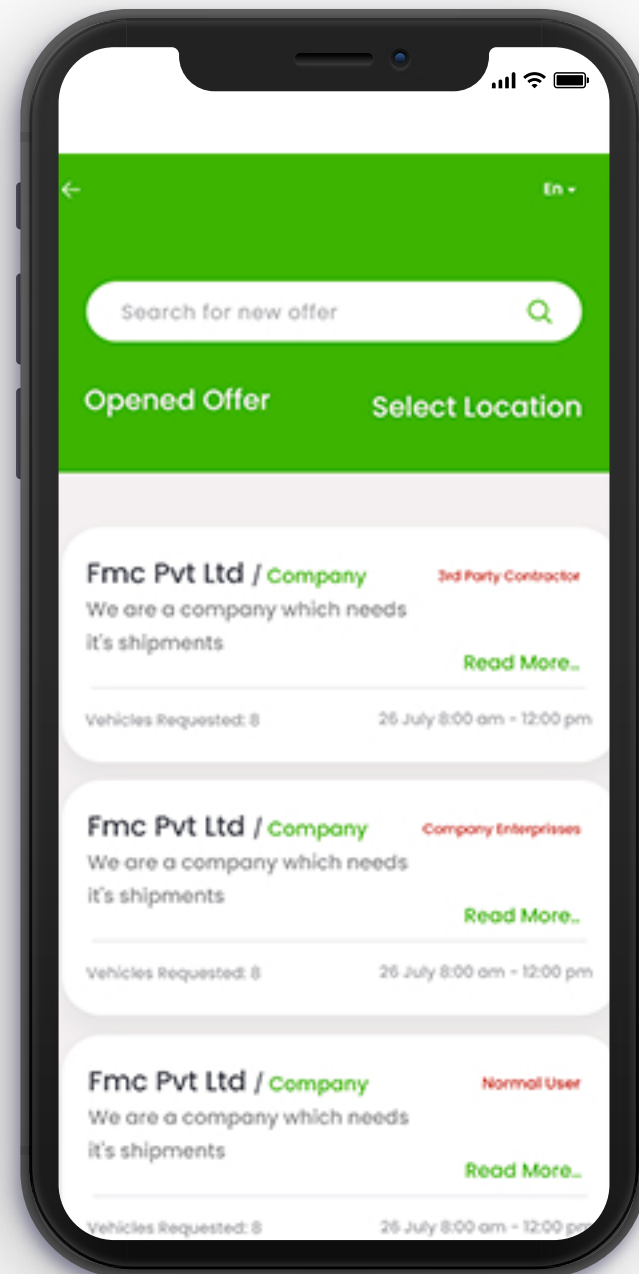 En
Search for new offer
Opened Offer
Select Location
Fmc Pvt Ltd / Company
3rd Party Contractor
We are a company which needs
it's shipments
Read More..
Vehicles Requested: 8
26 July 8:00 am - 12:00 pm
Fmc Pvt Ltd / Company
Company Enterprisses
We are a company which needs
it's shipments
Read More..
Vehicles Requested: 8
26 July 8:00 am - 12:00 pm
Fmc Pvt Ltd / Company
Normal User
We are a company which needs
it's shipments
Read More..
Vehicles Requested: 8
26 July 8:00 am - 12:00 pm